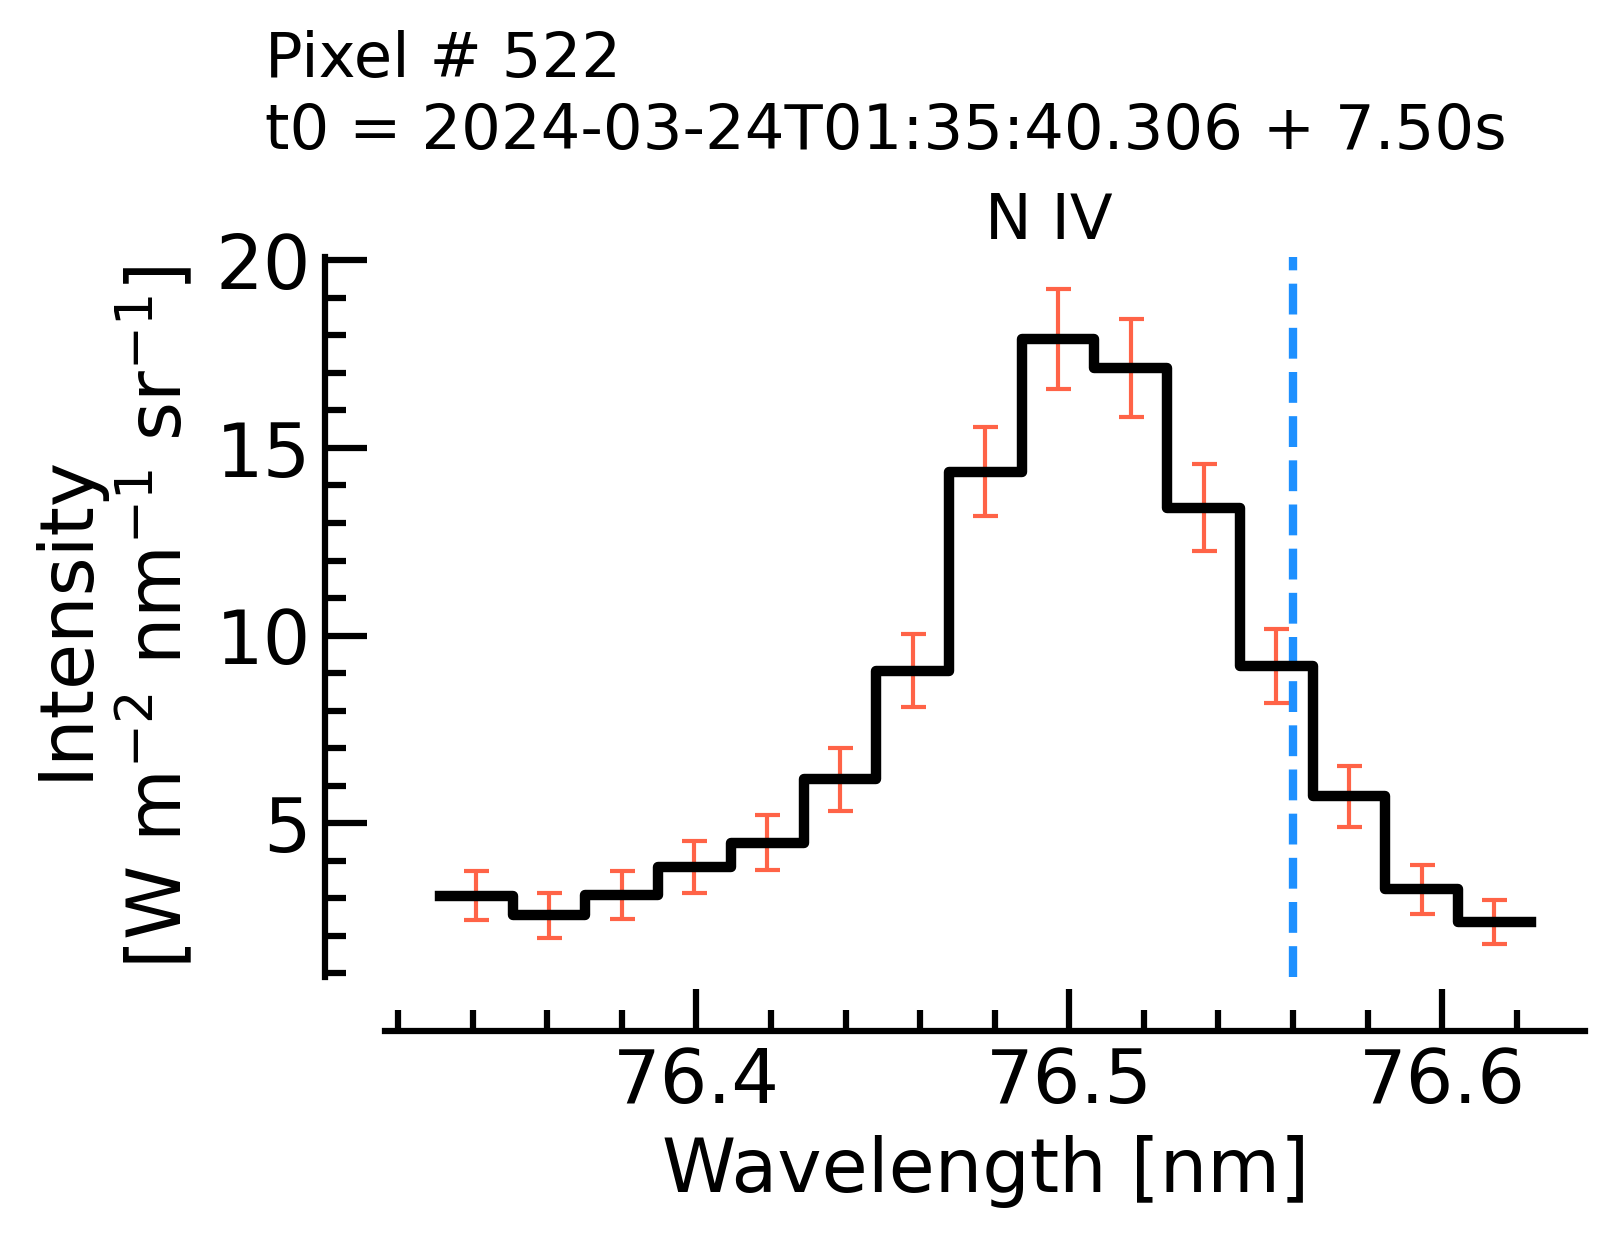 Pixel # 522
t0 = 2024-03-24T01:35:40.306 + 7.50s
N IV
20
15
10
5
Intensity
[W m⁻² nm⁻¹ sr⁻¹]
76.4 76.5 76.6
Wavelength [nm]